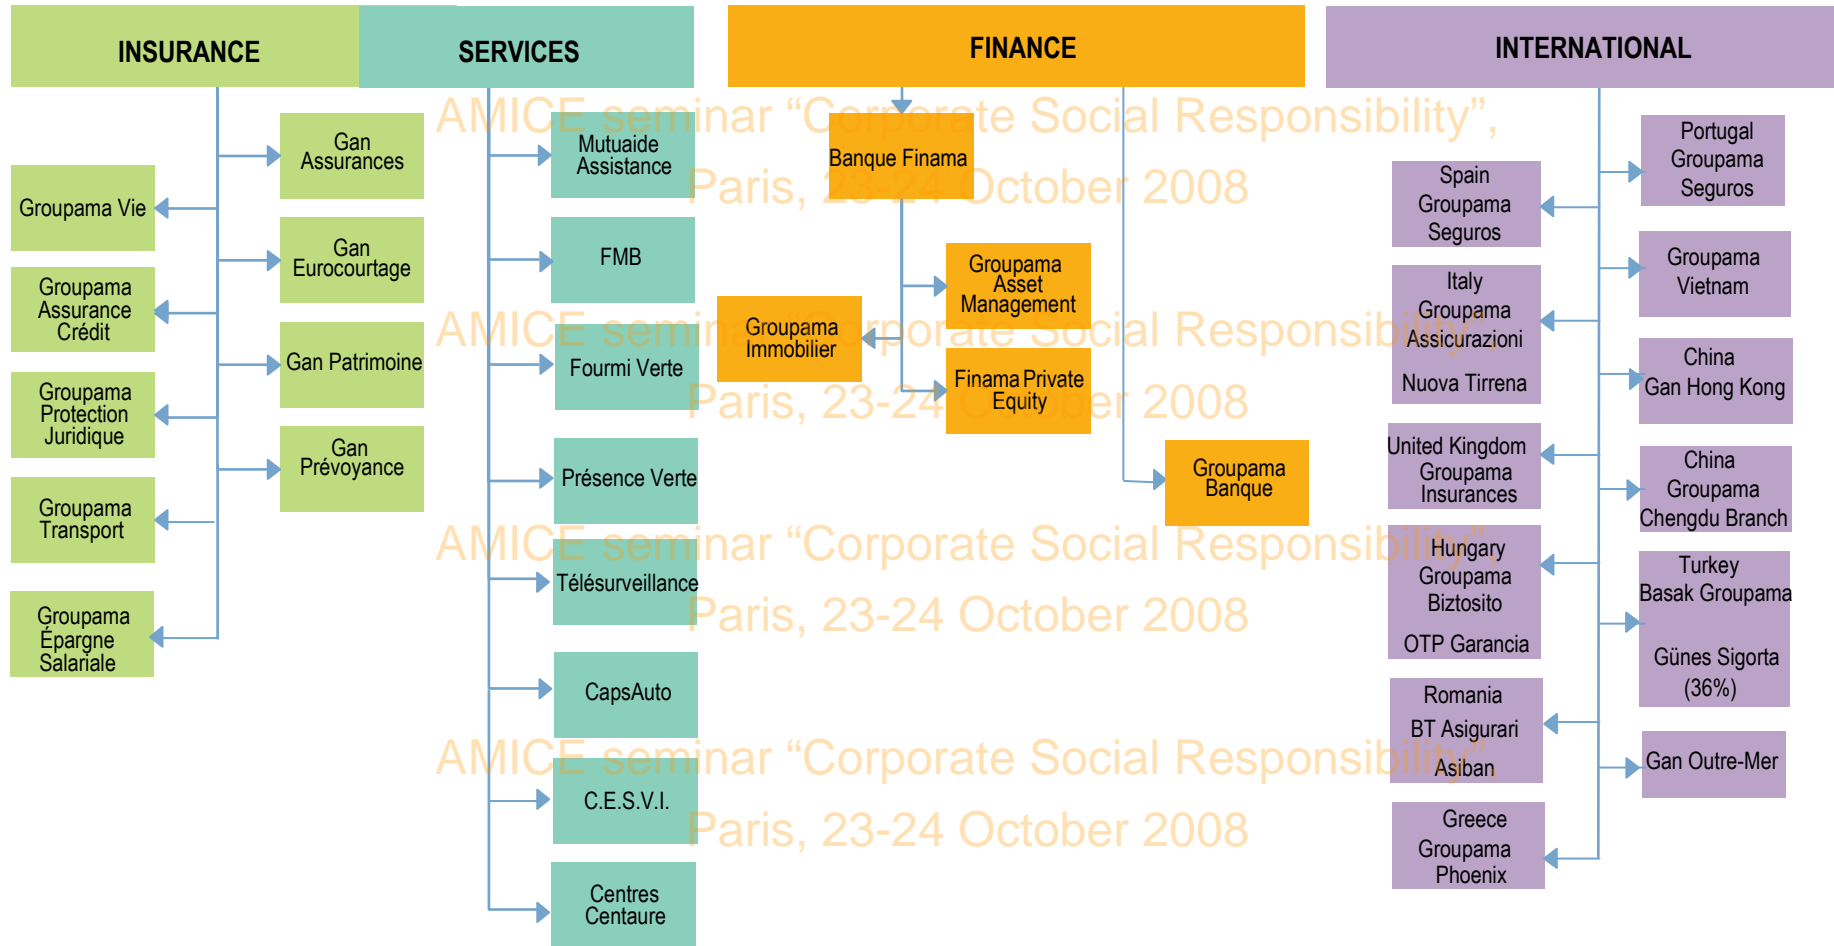 INSURANCE
SERVICES
FINANCE
INTERNATIONAL
Gan
Assurances
Groupama Vie
Gan
Eurocourtage
Groupama
Assurance
Crédit
Gan Patrimoine
Groupama
Protection
Juridique
Gan
Prévoyance
Groupama
Transport
Groupama
Épargne
Salariale
Mutuaide
Assistance
FMB
Fourmi Verte
Présence Verte
Télésurveillance
CapsAuto
C.E.S.V.I.
Centres
Centaure
Banque Finama
Groupama
Asset
Management
Groupama
Immobilier
Finama Private
Equity
Groupama
Banque
Portugal
Groupama
Seguros
Spain
Groupama
Seguros
Groupama
Vietnam
Italy
Groupama
Assicurazioni
Nuova Tirrena
China
Gan Hong Kong
United Kingdom
Groupama
Insurances
China
Groupama
Chengdu Branch
Hungary
Groupama
Biztosito
OTP Garancia
Turkey
Basak Groupama
Günes Sigorta
(36%)
Romania
BT Asigurari
Asiban
Gan Outre-Mer
Greece
Groupama
Phoenix
AMICE seminar “Corporate Social Responsibility”,
Paris, 23-24 October 2008
AMICE seminar “Corporate Social Responsibility”,
Paris, 23-24 October 2008
AMICE seminar “Corporate Social Responsibility”,
Paris, 23-24 October 2008
AMICE seminar “Corporate Social Responsibility”,
Paris, 23-24 October 2008